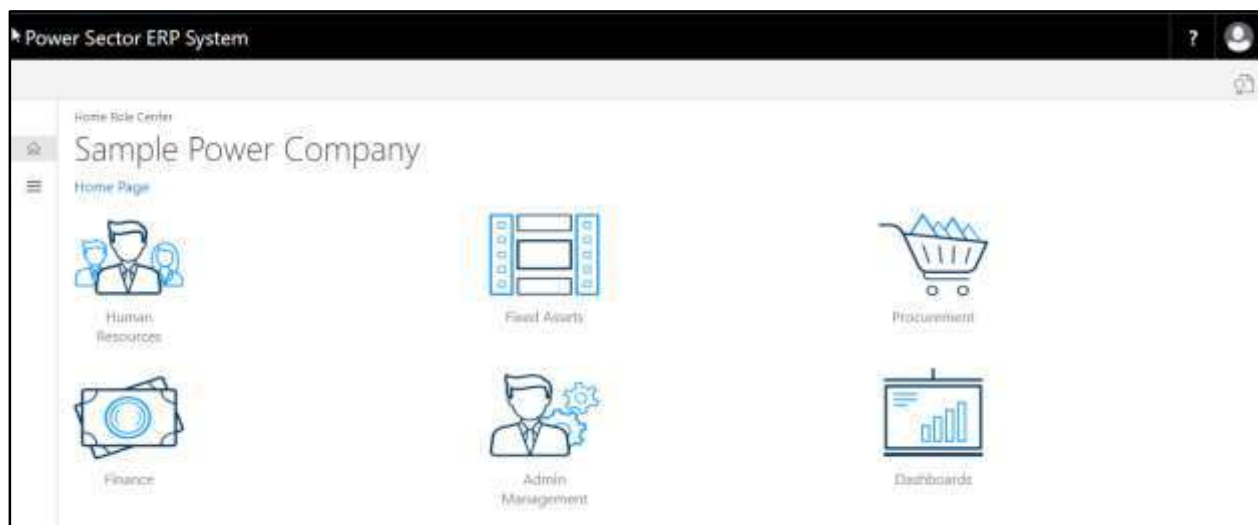 Power Sector ERP System
?
Home Role Center
Sample Power Company
Home Page
Human
Resources
Fixed Assets
Procurement
Finance
Admin
Management
Dashboards